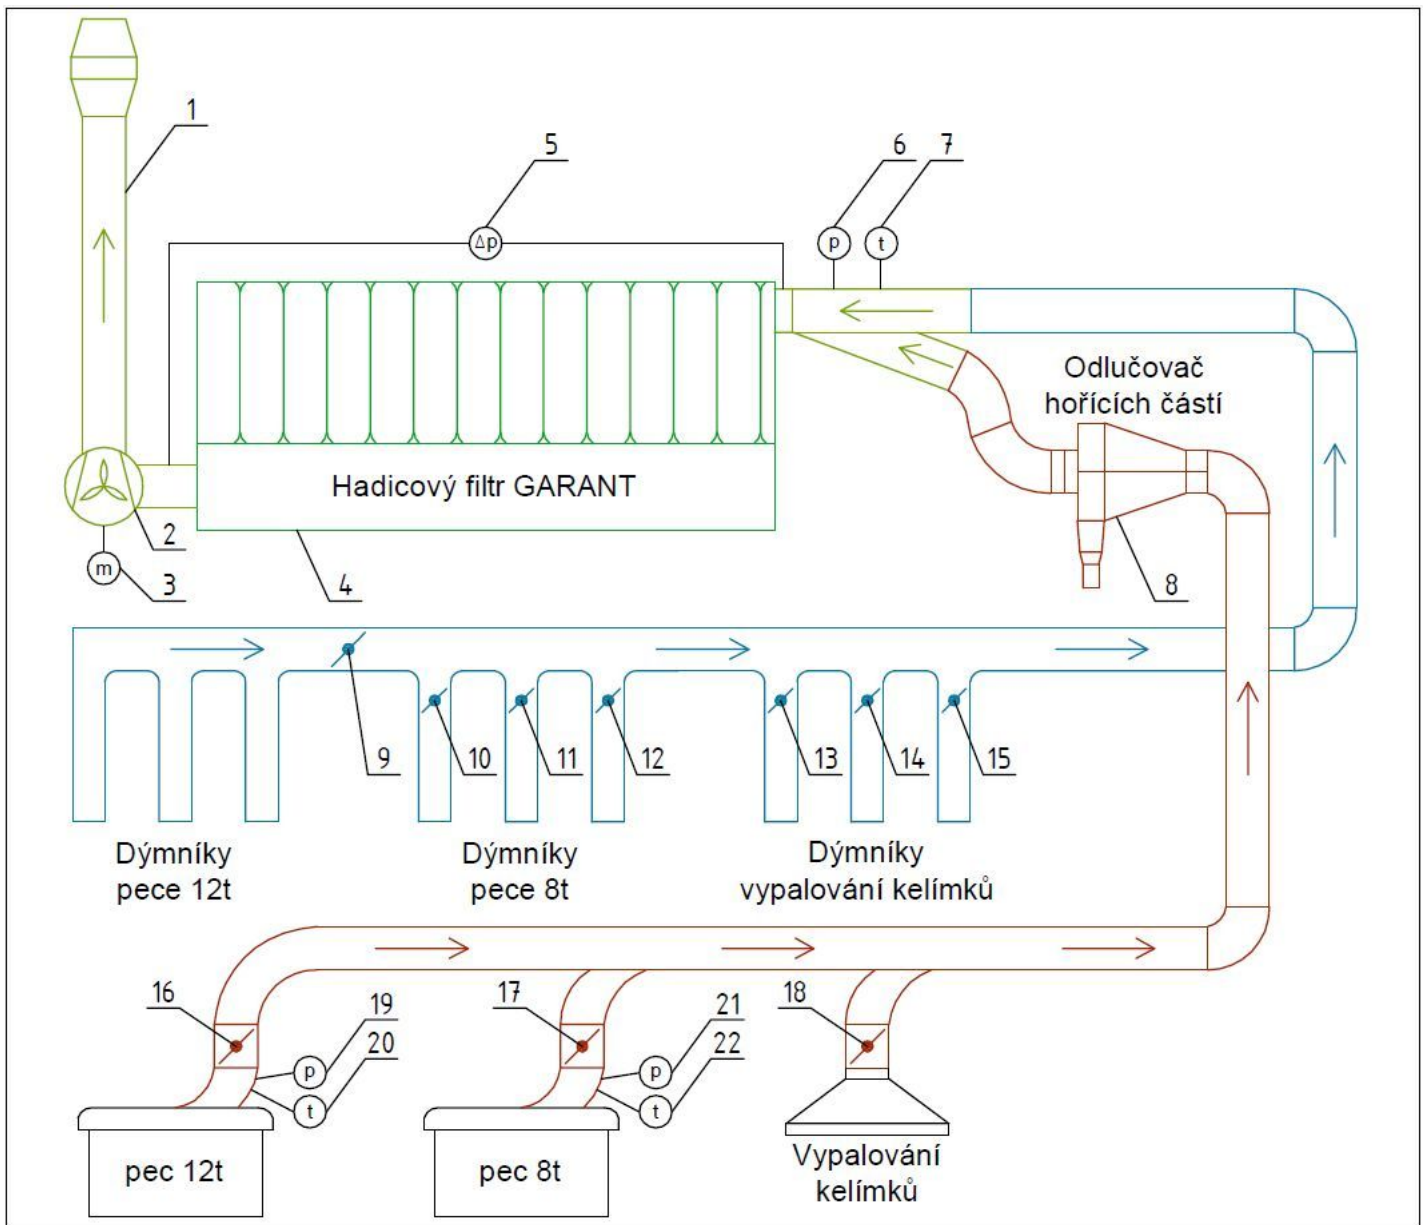 1
5
6
7
Δp
p
t
Odlučovač
hořících částí
Hadicový filtr GARANT
2
m
3
4
8
9
10
11
12
13
14
15
Dýmníky
pece 12t
Dýmníky
pece 8t
Dýmníky
vypalování kelímků
16
19
17
21
18
20
22
p
p
t
t
pec 12t
pec 8t
Vypalování
kelímků